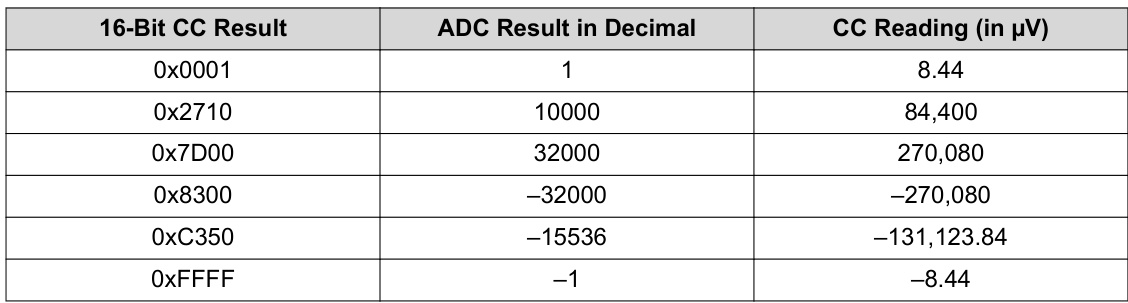 16-Bit CC Result ADC Result in Decimal CC Reading (in µV)
0x0001 1 8.44
0x2710 10000 84,400
0x7D00 32000 270,080
0x8300 –32000 –270,080
0xC350 –15536 –131,123.84
0xFFFF –1 –8.44